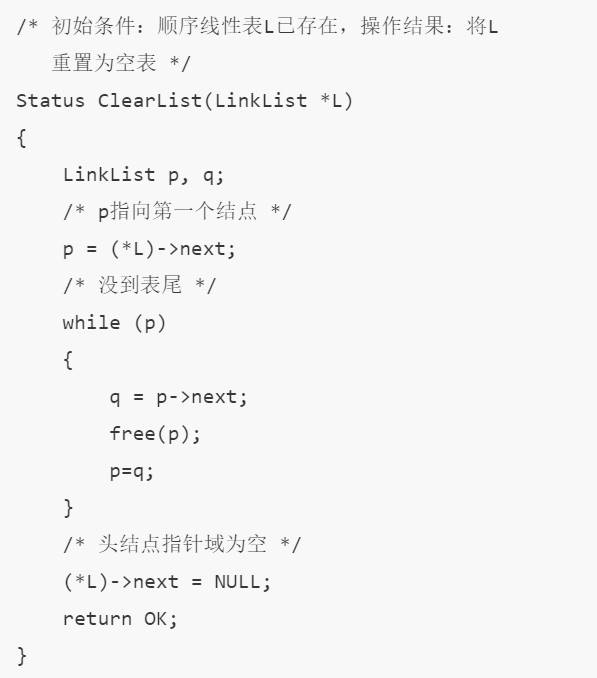 /* 初始条件：顺序线性表L已存在，操作结果：将L
   重置为空表 */
Status ClearList(LinkList *L)
{
    LinkList p, q;
    /* p指向第一个结点 */
    p = (*L)->next;
    /* 没到表尾 */
    while (p)
    {
        q = p->next;
        free(p);
        p=q;
    }
    /* 头结点指针域为空 */
    (*L)->next = NULL;
    return OK;
}